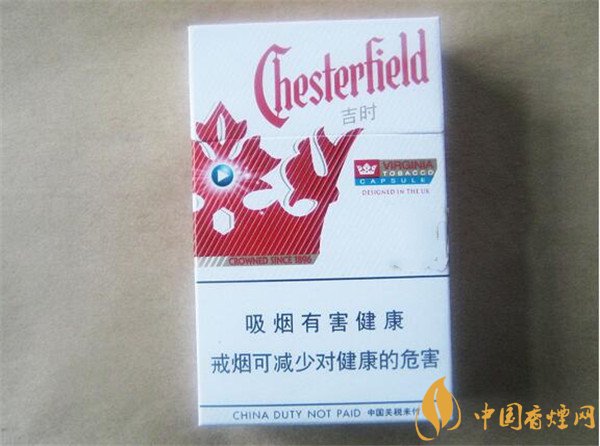 Chesterfield
吉时
VIRGINIA
TOBACCO
CAPSULE
DESIGNED IN THE UK
CROWNED SINCE 1896
吸烟有害健康
戒烟可减少对健康的危害
CHINA DUTY NOT PAID 中国关税未付
中国香烟网